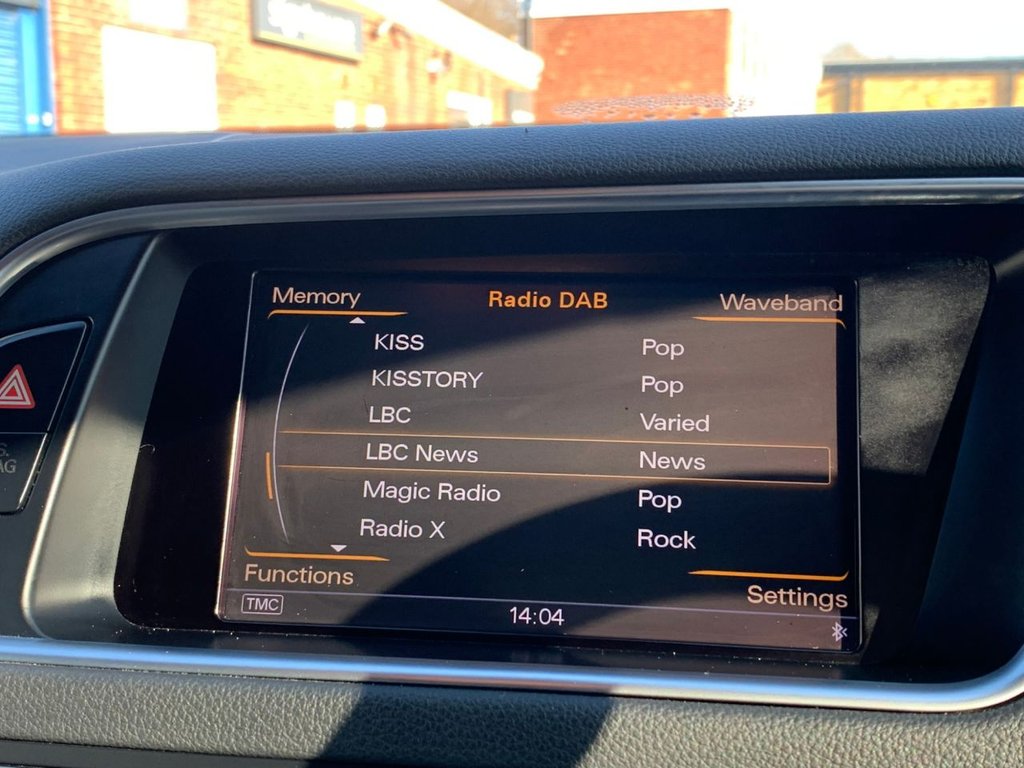 Memory Radio DAB Waveband
KISS Pop
KISSTORY Pop
LBC Varied
LBC News News
Magic Radio Pop
Radio X Rock
Functions Settings
TMC 14:04